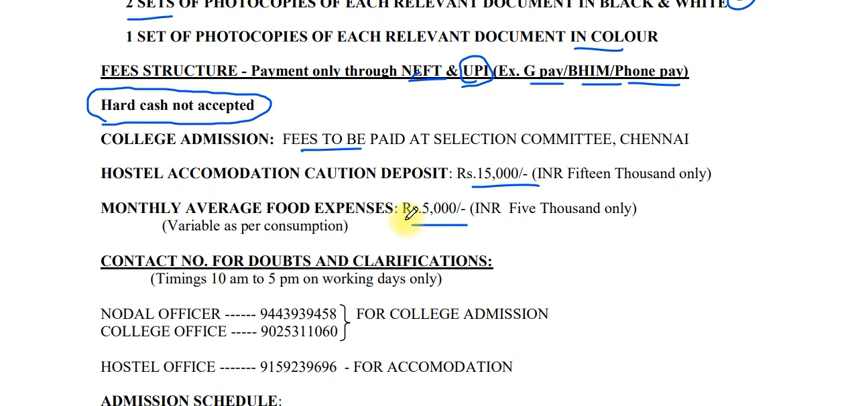 2 SETS OF PHOTOCOPIES OF EACH RELEVANT DOCUMENT IN BLACK & WHITE
1 SET OF PHOTOCOPIES OF EACH RELEVANT DOCUMENT IN COLOUR
FEES STRUCTURE - Payment only through NEFT & UPI (Ex. G pay/BHIM/Phone pay)
Hard cash not accepted
COLLEGE ADMISSION: FEES TO BE PAID AT SELECTION COMMITTEE, CHENNAI
HOSTEL ACCOMODATION CAUTION DEPOSIT: Rs.15,000/- (INR Fifteen Thousand only)
MONTHLY AVERAGE FOOD EXPENSES: Rs.5,000/- (INR Five Thousand only)
(Variable as per consumption)
CONTACT NO. FOR DOUBTS AND CLARIFICATIONS:
(Timings 10 am to 5 pm on working days only)
NODAL OFFICER ------ 9443939458 } FOR COLLEGE ADMISSION
COLLEGE OFFICE ----- 9025311060
HOSTEL OFFICE ------- 9159239696 - FOR ACCOMODATION
ADMISSION SCHEDULE: